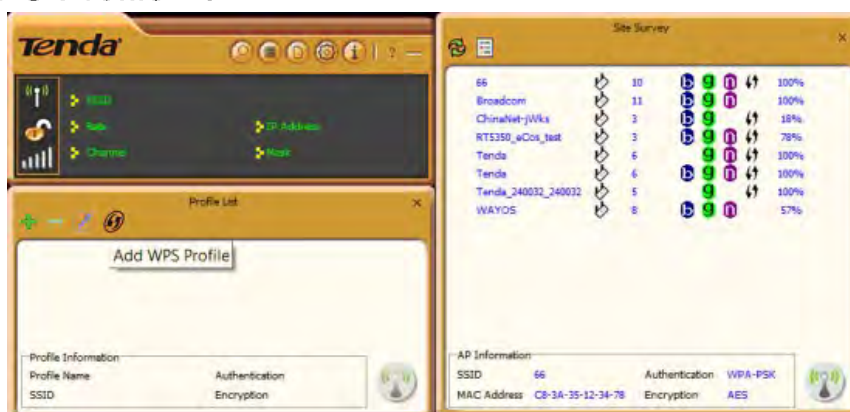 Tenda
? —
SSID
Rate
IP Address
Channel
Mask
Profile List ×
Add WPS Profile
Profile Information
Profile Name Authentication
SSID Encryption
Site Survey ×
66 10 b g n 100%
Broadcom 11 b g n 100%
ChinaNet-jWks 3 b g 18%
RT5350_eCos_test 3 b g n 78%
Tenda 6 g n 100%
Tenda 6 b g n 100%
Tenda_240032_240032 5 g 100%
WAYOS 8 b g n 57%
AP Information
SSID 66 Authentication WPA-PSK
MAC Address C8-3A-35-12-34-78 Encryption AES